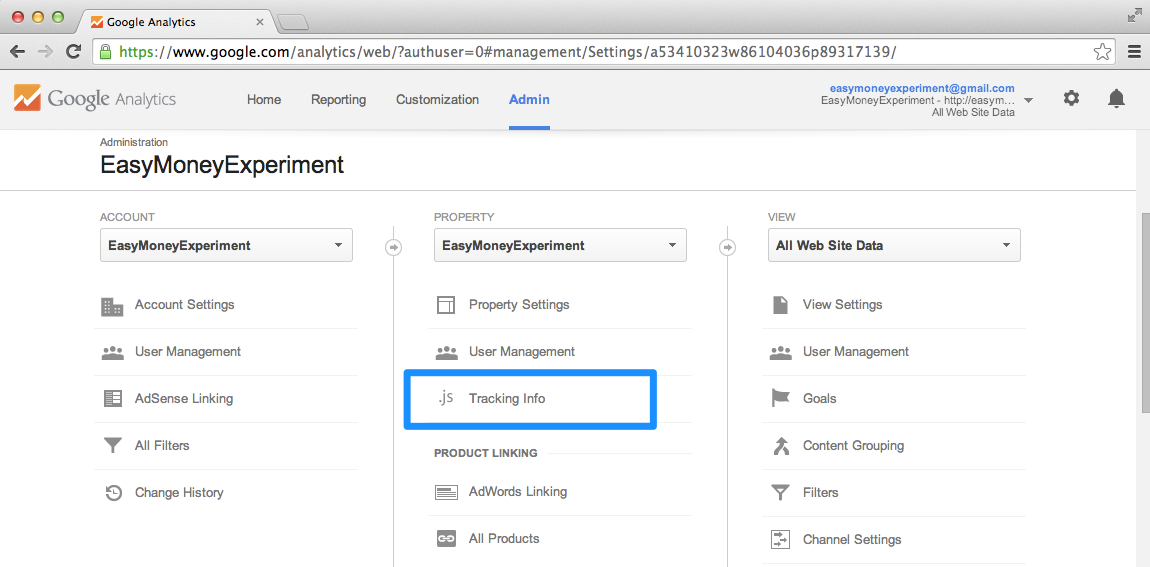 Google Analytics
https://www.google.com/analytics/web/?authuser=0#management/Settings/a53410323w86104036p89317139/
Google Analytics
Home
Reporting
Customization
Admin
easymoneyexperiment@gmail.com
EasyMoneyExperiment - http://easym...
All Web Site Data
Administration
EasyMoneyExperiment
ACCOUNT
EasyMoneyExperiment
Account Settings
User Management
AdSense Linking
All Filters
Change History
PROPERTY
EasyMoneyExperiment
Property Settings
User Management
.js Tracking Info
PRODUCT LINKING
AdWords Linking
All Products
VIEW
All Web Site Data
View Settings
User Management
Goals
Content Grouping
Filters
Channel Settings